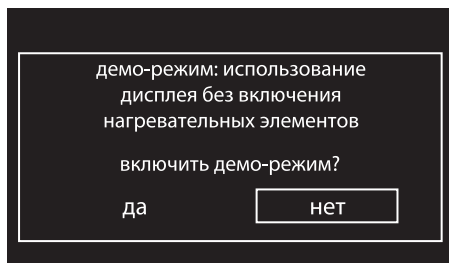 демо-режим: использование
дисплея без включения
нагревательных элементов
включить демо-режим?
да нет